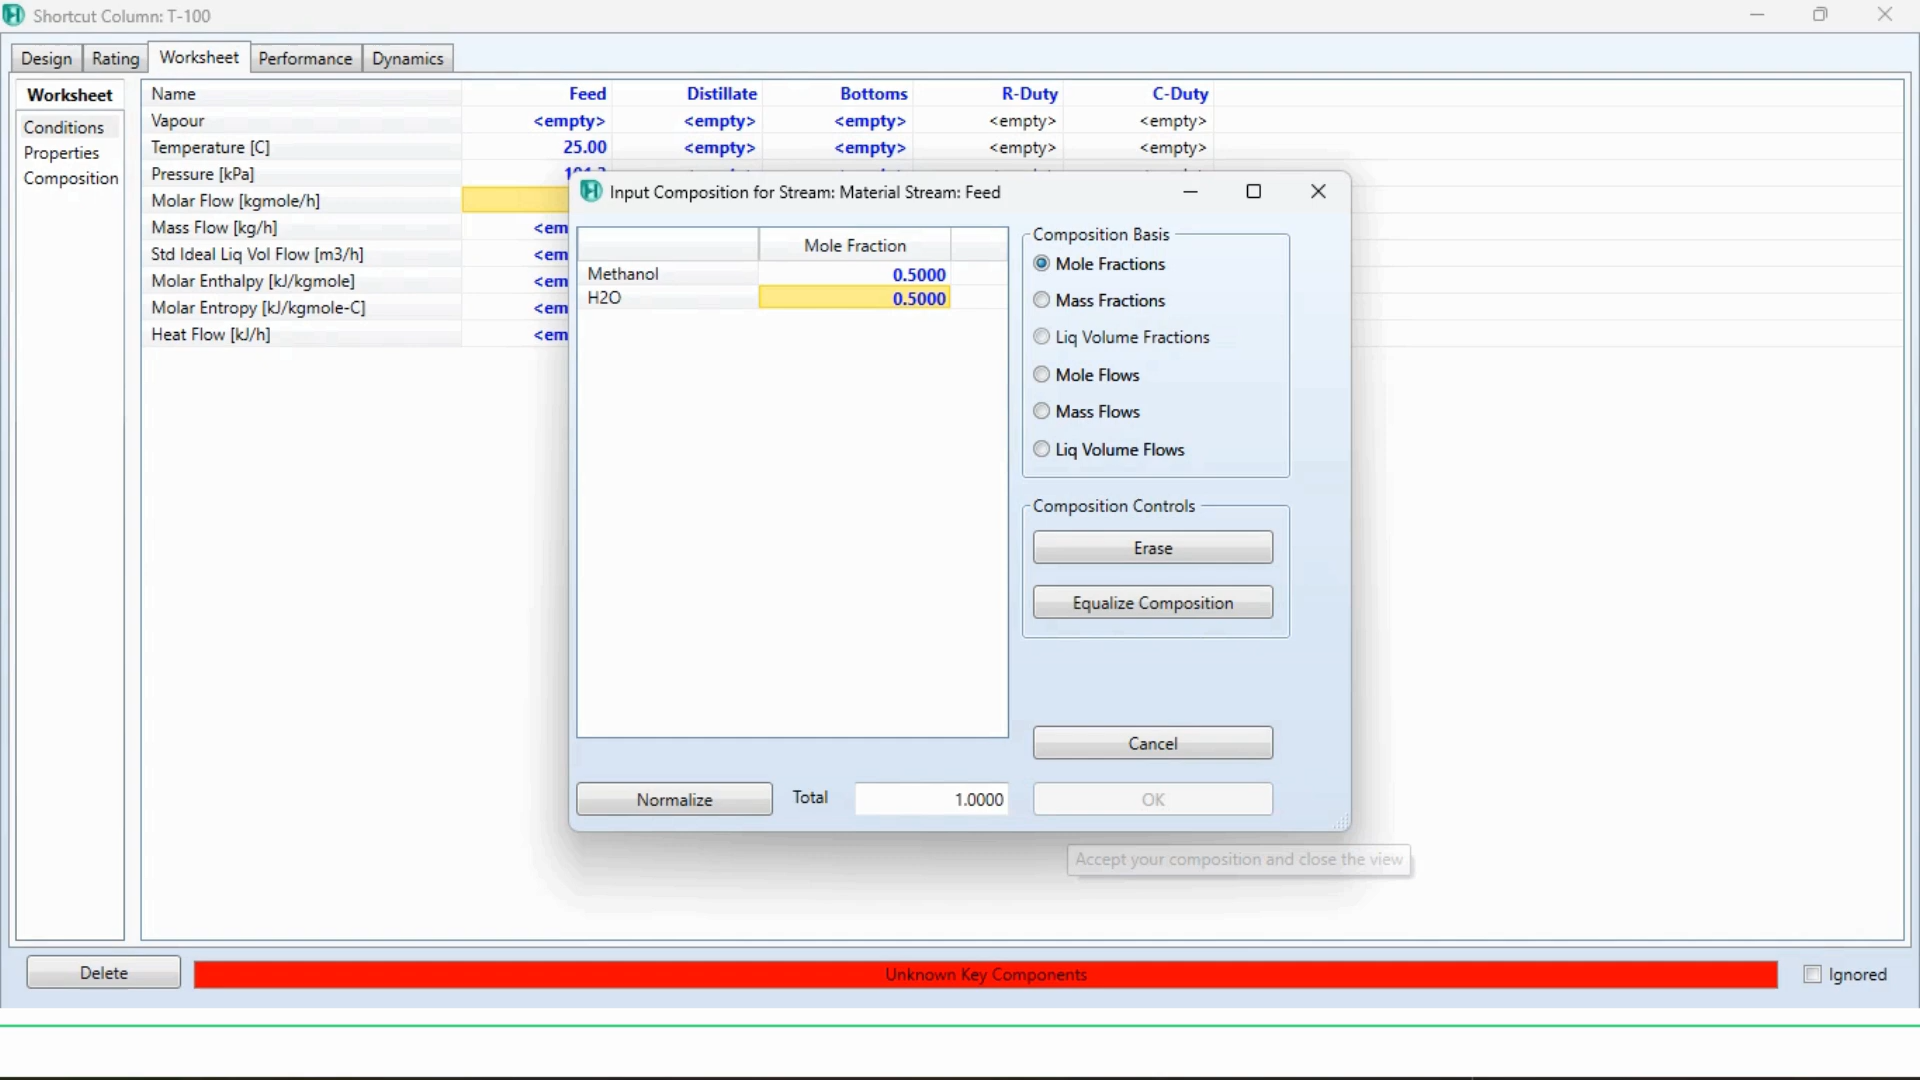 Shortcut Column: T-100
Design Rating Worksheet Performance Dynamics
Worksheet
Conditions
Properties
Composition
Name Feed Distillate Bottoms R-Duty C-Duty
Vapour <empty> <empty> <empty> <empty> <empty>
Temperature [C] 25.00 <empty> <empty> <empty> <empty>
Pressure [kPa]
Molar Flow [kgmole/h]
Mass Flow [kg/h] <em
Std Ideal Liq Vol Flow [m3/h] <em
Molar Enthalpy [kJ/kgmole] <em
Molar Entropy [kJ/kgmole-C] <em
Heat Flow [kJ/h] <em
Input Composition for Stream: Material Stream: Feed
Mole Fraction
Methanol 0.5000
H2O 0.5000
Composition Basis
Mole Fractions
Mass Fractions
Liq Volume Fractions
Mole Flows
Mass Flows
Liq Volume Flows
Composition Controls
Erase
Equalize Composition
Cancel
Normalize Total 1.0000 OK
Accept your composition and close the view
Delete Unknown Key Components Ignored